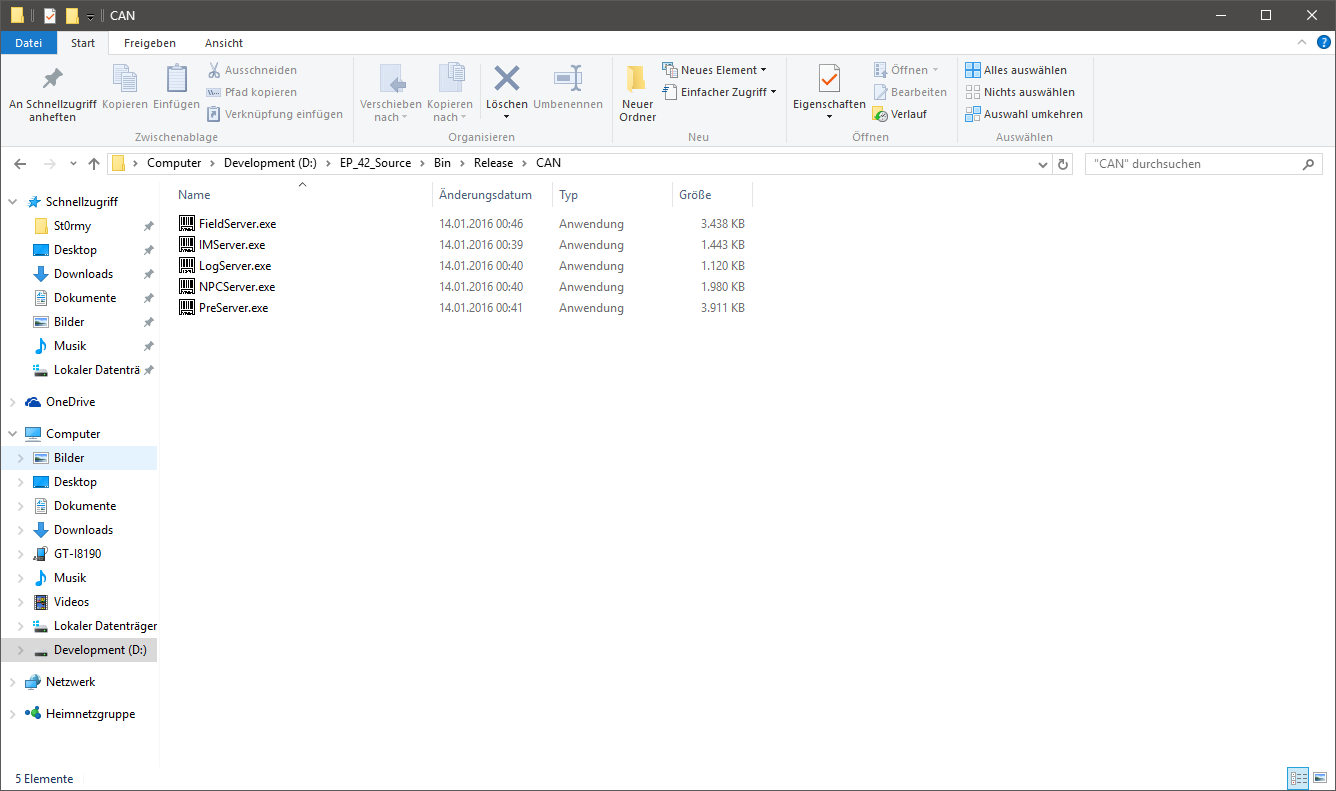 CAN
Datei Start Freigeben Ansicht
An Schnellzugriff anheften
Kopieren
Einfügen
Ausschneiden
Pfad kopieren
Verknüpfung einfügen
Zwischenablage
Verschieben nach
Kopieren nach
Löschen
Umbenennen
Organisieren
Neuer Ordner
Neues Element
Einfacher Zugriff
Neu
Eigenschaften
Öffnen
Bearbeiten
Verlauf
Öffnen
Alles auswählen
Nichts auswählen
Auswahl umkehren
Auswählen
Computer > Development (D:) > EP_42_Source > Bin > Release > CAN
"CAN" durchsuchen
Schnellzugriff
St0rmy
Desktop
Downloads
Dokumente
Bilder
Musik
Lokaler Datenträ
OneDrive
Computer
Bilder
Desktop
Dokumente
Downloads
GT-I8190
Musik
Videos
Lokaler Datenträger
Development (D:)
Netzwerk
Heimnetzgruppe
Name Änderungsdatum Typ Größe
FieldServer.exe 14.01.2016 00:46 Anwendung 3.438 KB
IMServer.exe 14.01.2016 00:39 Anwendung 1.443 KB
LogServer.exe 14.01.2016 00:40 Anwendung 1.120 KB
NPCServer.exe 14.01.2016 00:40 Anwendung 1.980 KB
PreServer.exe 14.01.2016 00:41 Anwendung 3.911 KB
5 Elemente